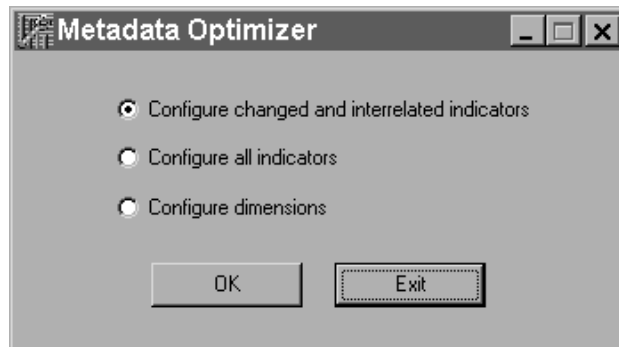 Metadata Optimizer
Configure changed and interrelated indicators
Configure all indicators
Configure dimensions
OK
Exit